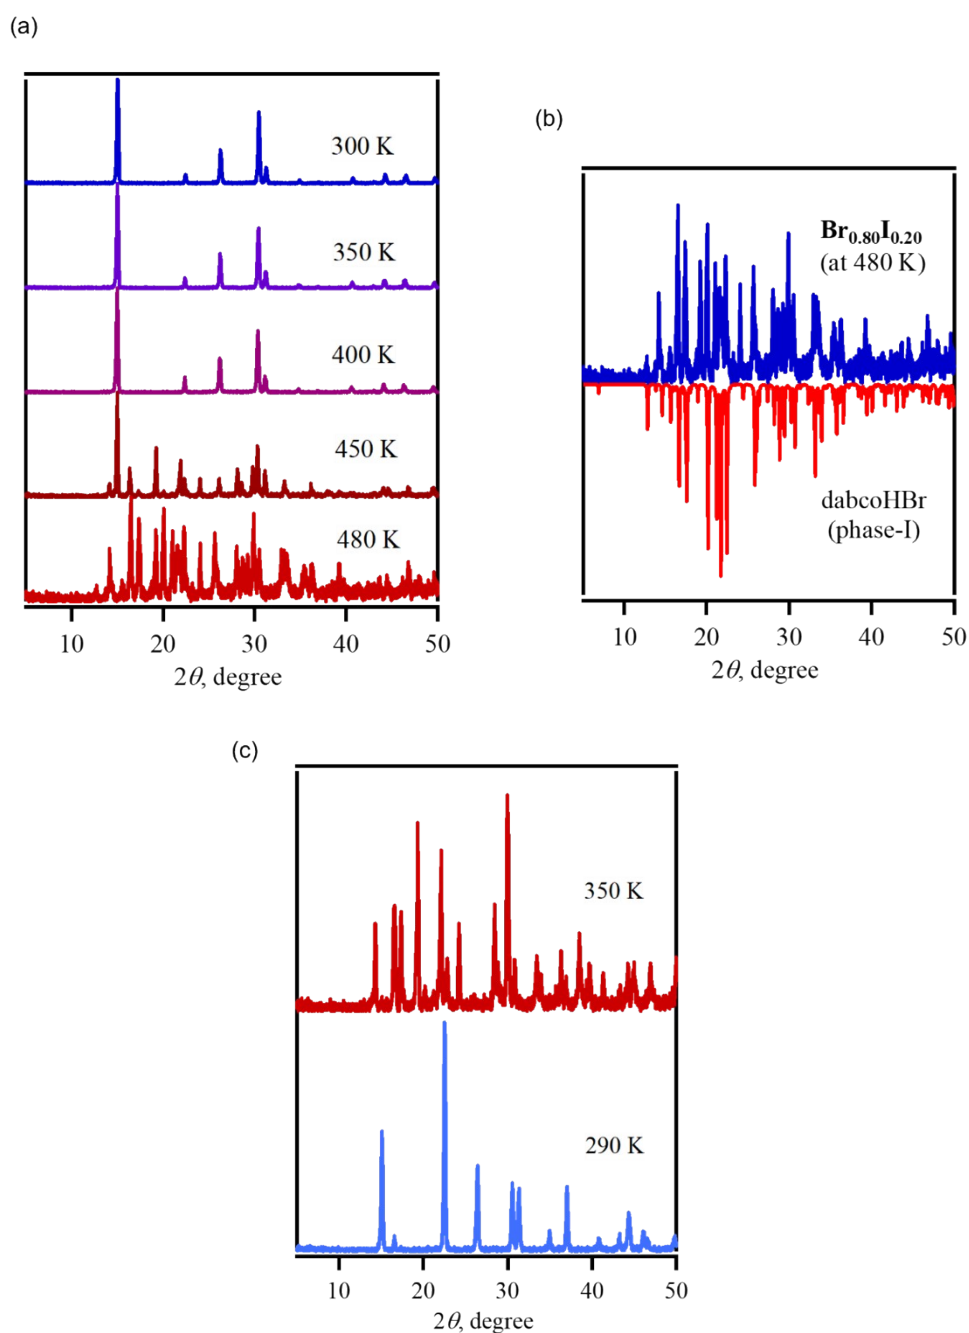 (a)
300 K
350 K
400 K
450 K
480 K
10 20 30 40 50
2θ, degree
(b)
Br0.80I0.20
(at 480 K)
dabcoHBr
(phase-I)
10 20 30 40 50
2θ, degree
(c)
350 K
290 K
10 20 30 40 50
2θ, degree